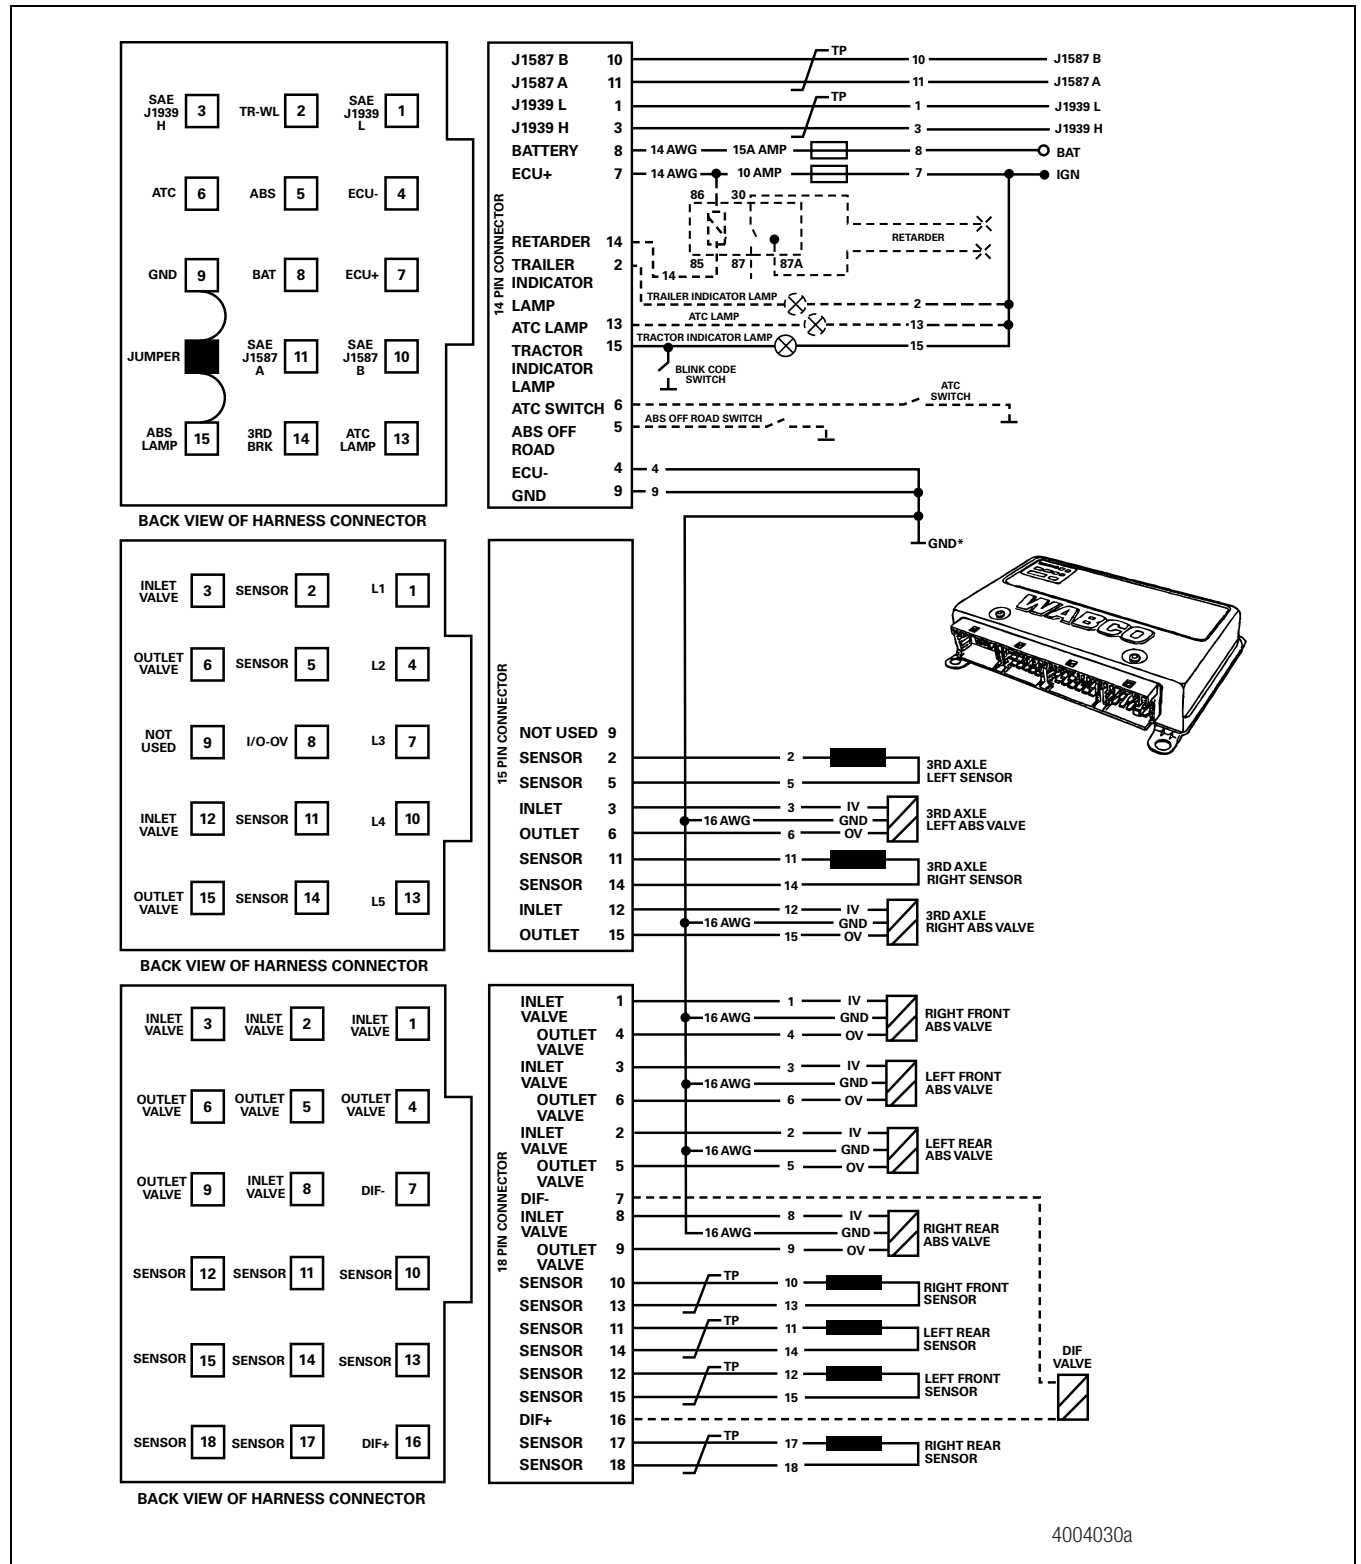 SAE
J1939
H
3
TR-WL
2
SAE
J1939
L
1
ATC
6
ABS
5
ECU-
4
GND
9
BAT
8
ECU+
7
JUMPER
SAE
J1587
A
11
SAE
J1587
B
10
ABS
LAMP
15
3RD
BRK
14
ATC
LAMP
13
BACK VIEW OF HARNESS CONNECTOR
14 PIN CONNECTOR
J1587 B 10
TP
10
J1587 B
J1587 A 11
11
J1587 A
J1939 L 1
TP
1
J1939 L
J1939 H 3
3
J1939 H
BATTERY 8
14 AWG
15A AMP
8
BAT
ECU+ 7
14 AWG
10 AMP
7
IGN
86
30
85
87
87A
RETARDER
RETARDER 14
14
TRAILER
INDICATOR
LAMP
2
TRAILER INDICATOR LAMP
2
ATC LAMP 13
ATC LAMP
13
TRACTOR
INDICATOR
LAMP
15
TRACTOR INDICATOR LAMP
15
BLINK CODE
SWITCH
ATC SWITCH 6
ATC
SWITCH
ABS OFF
ROAD
5
ABS OFF ROAD SWITCH
ECU- 4
4
GND 9
9
GND*
WABCO
INLET
VALVE
3
SENSOR
2
L1
1
OUTLET
VALVE
6
SENSOR
5
L2
4
NOT
USED
9
I/O-OV
8
L3
7
INLET
VALVE
12
SENSOR
11
L4
10
OUTLET
VALVE
15
SENSOR
14
L5
13
BACK VIEW OF HARNESS CONNECTOR
15 PIN CONNECTOR
NOT USED 9
SENSOR 2
2
SENSOR 5
5
3RD AXLE
LEFT SENSOR
INLET 3
3
IV
16 AWG
GND
OUTLET 6
6
OV
3RD AXLE
LEFT ABS VALVE
SENSOR 11
11
SENSOR 14
14
3RD AXLE
RIGHT SENSOR
INLET 12
12
IV
16 AWG
GND
OUTLET 15
15
OV
3RD AXLE
RIGHT ABS VALVE
INLET
VALVE
3
INLET
VALVE
2
INLET
VALVE
1
OUTLET
VALVE
6
OUTLET
VALVE
5
OUTLET
VALVE
4
OUTLET
VALVE
9
INLET
VALVE
8
DIF-
7
SENSOR
12
SENSOR
11
SENSOR
10
SENSOR
15
SENSOR
14
SENSOR
13
SENSOR
18
SENSOR
17
DIF+
16
BACK VIEW OF HARNESS CONNECTOR
18 PIN CONNECTOR
INLET
VALVE
1
1
IV
16 AWG
GND
OUTLET
VALVE
4
4
OV
RIGHT FRONT
ABS VALVE
INLET
VALVE
3
3
IV
16 AWG
GND
OUTLET
VALVE
6
6
OV
LEFT FRONT
ABS VALVE
INLET
VALVE
2
2
IV
16 AWG
GND
OUTLET
VALVE
5
5
OV
LEFT REAR
ABS VALVE
DIF- 7
INLET
VALVE
8
8
IV
16 AWG
GND
OUTLET
VALVE
9
9
OV
RIGHT REAR
ABS VALVE
SENSOR 10
TP
10
SENSOR 13
13
RIGHT FRONT
SENSOR
SENSOR 11
TP
11
SENSOR 14
14
LEFT REAR
SENSOR
SENSOR 12
TP
12
SENSOR 15
15
LEFT FRONT
SENSOR
DIF
VALVE
DIF+ 16
SENSOR 17
TP
17
SENSOR 18
18
RIGHT REAR
SENSOR
4004030a